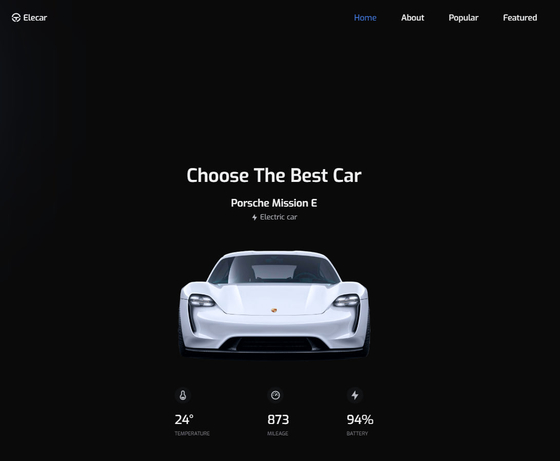 Elecar
Home About Popular Featured
Choose The Best Car
Porsche Mission E
Electric car
24° 873 94%
TEMPERATURE MILEAGE BATTERY